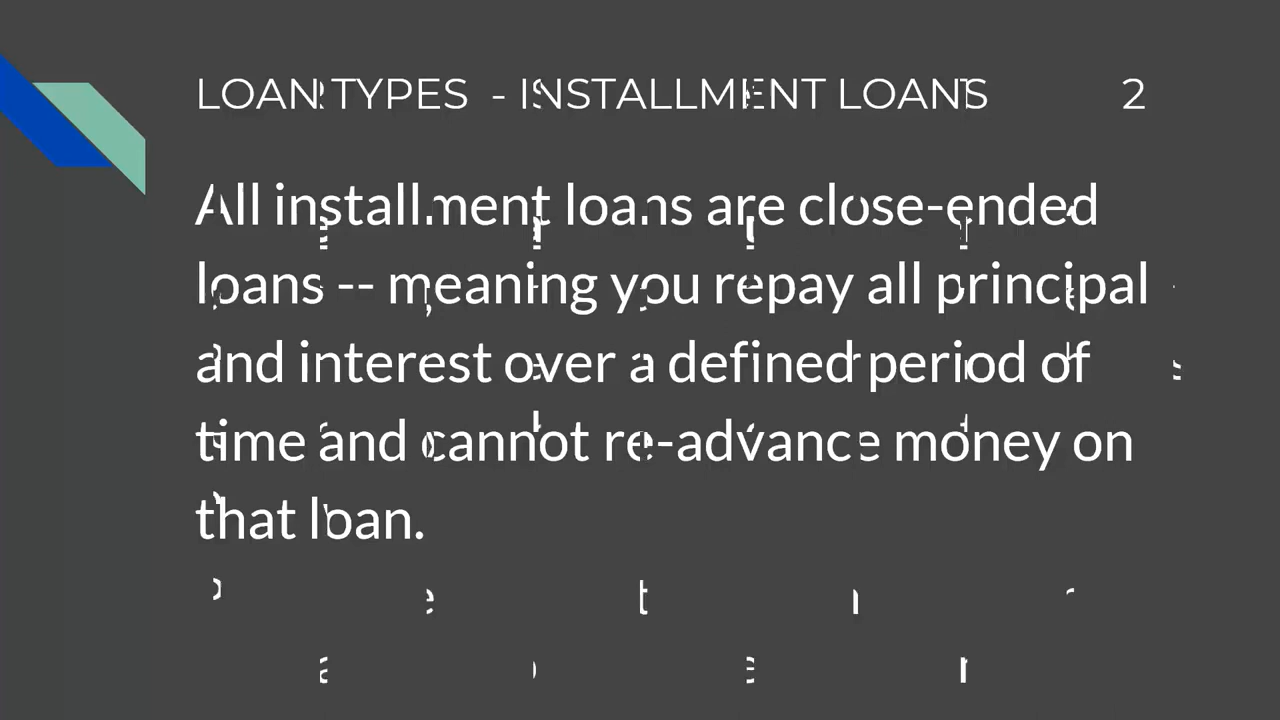 LOAN TYPES - INSTALLMENT LOANS 2
All installment loans are close-ended
loans -- meaning you repay all principal
and interest over a defined period of
time and cannot re-advance money on
that loan.